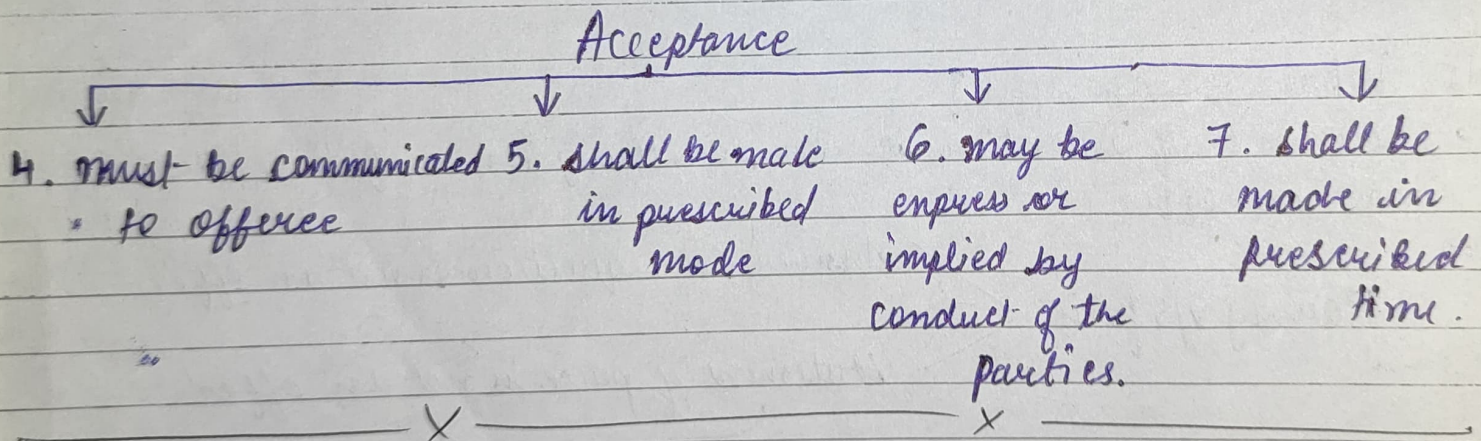 Acceptance
4. must be communicated
to offeree
5. shall be made
in prescribed
mode
6. may be
express or
implied by
conduct of the
parties.
7. shall be
made in
prescribed
time.